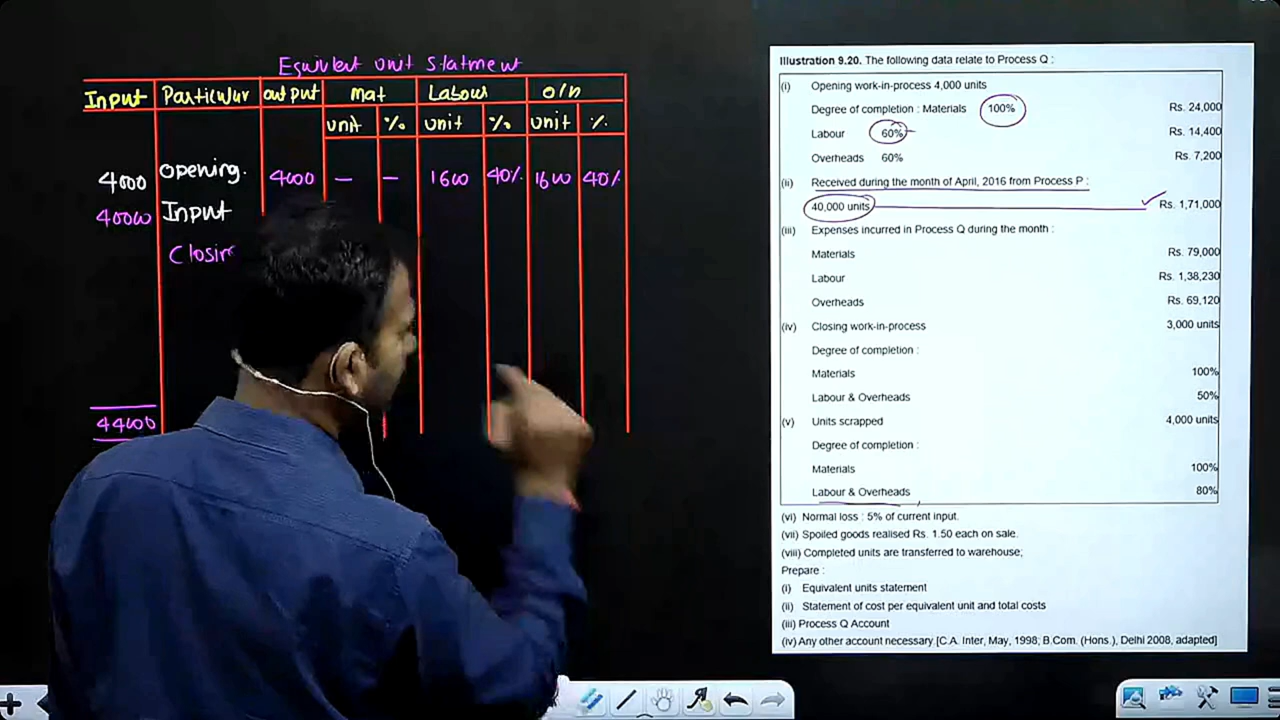 Equivlent unit Statment
Input Particular output Mat Labour o/h
unit % unit % unit %
4000 Opening. 4000 — — 1600 40% 1600 40%
40000 Input
Closin
44000
Illustration 9.20. The following data relate to Process Q :
(i) Opening work-in-process 4,000 units
Degree of completion : Materials 100% Rs. 24,000
Labour 60% Rs. 14,400
Overheads 60% Rs. 7,200
(ii) Received during the month of April, 2016 from Process P :
40,000 units Rs. 1,71,000
(iii) Expenses incurred in Process Q during the month :
Materials Rs. 79,000
Labour Rs. 1,38,230
Overheads Rs. 69,120
(iv) Closing work-in-process 3,000 units
Degree of completion :
Materials 100%
Labour & Overheads 50%
(v) Units scrapped 4,000 units
Degree of completion :
Materials 100%
Labour & Overheads 80%
(vi) Normal loss : 5% of current input.
(vii) Spoiled goods realised Rs. 1.50 each on sale.
(viii) Completed units are transferred to warehouse;
Prepare :
(i) Equivalent units statement
(ii) Statement of cost per equivalent unit and total costs
(iii) Process Q Account
(iv) Any other account necessary [C.A. Inter, May, 1998; B.Com. (Hons.), Delhi 2008, adapted]